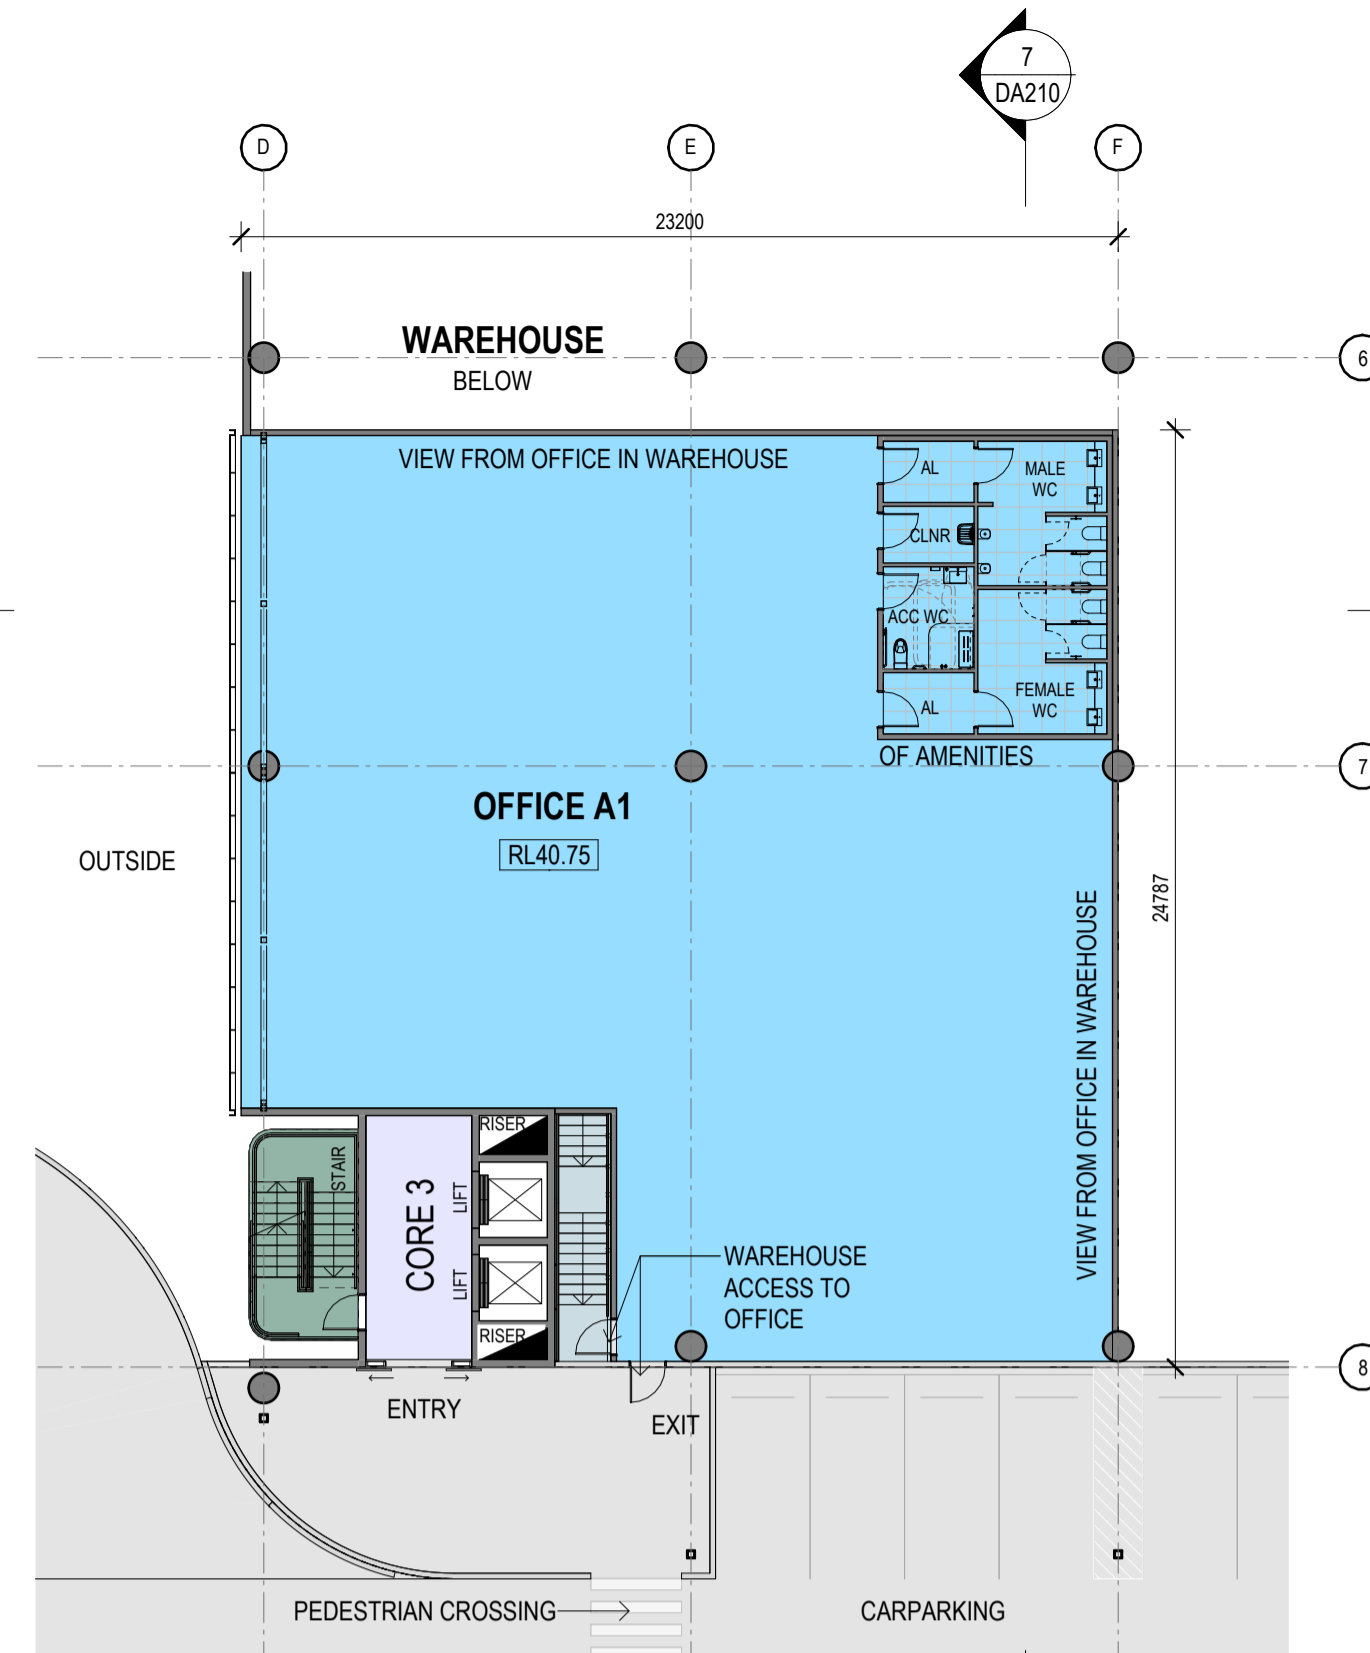 7
DA210
D
E
F
23200
WAREHOUSE
BELOW
6
VIEW FROM OFFICE IN WAREHOUSE
AL
MALE
WC
CLNR
ACC WC
FEMALE
WC
AL
OF AMENITIES
7
OFFICE A1
RL40.75
OUTSIDE
24787
VIEW FROM OFFICE IN WAREHOUSE
RISER
STAIR
CORE 3
LIFT
LIFT
RISER
WAREHOUSE
ACCESS TO
OFFICE
8
ENTRY
EXIT
PEDESTRIAN CROSSING
CARPARKING